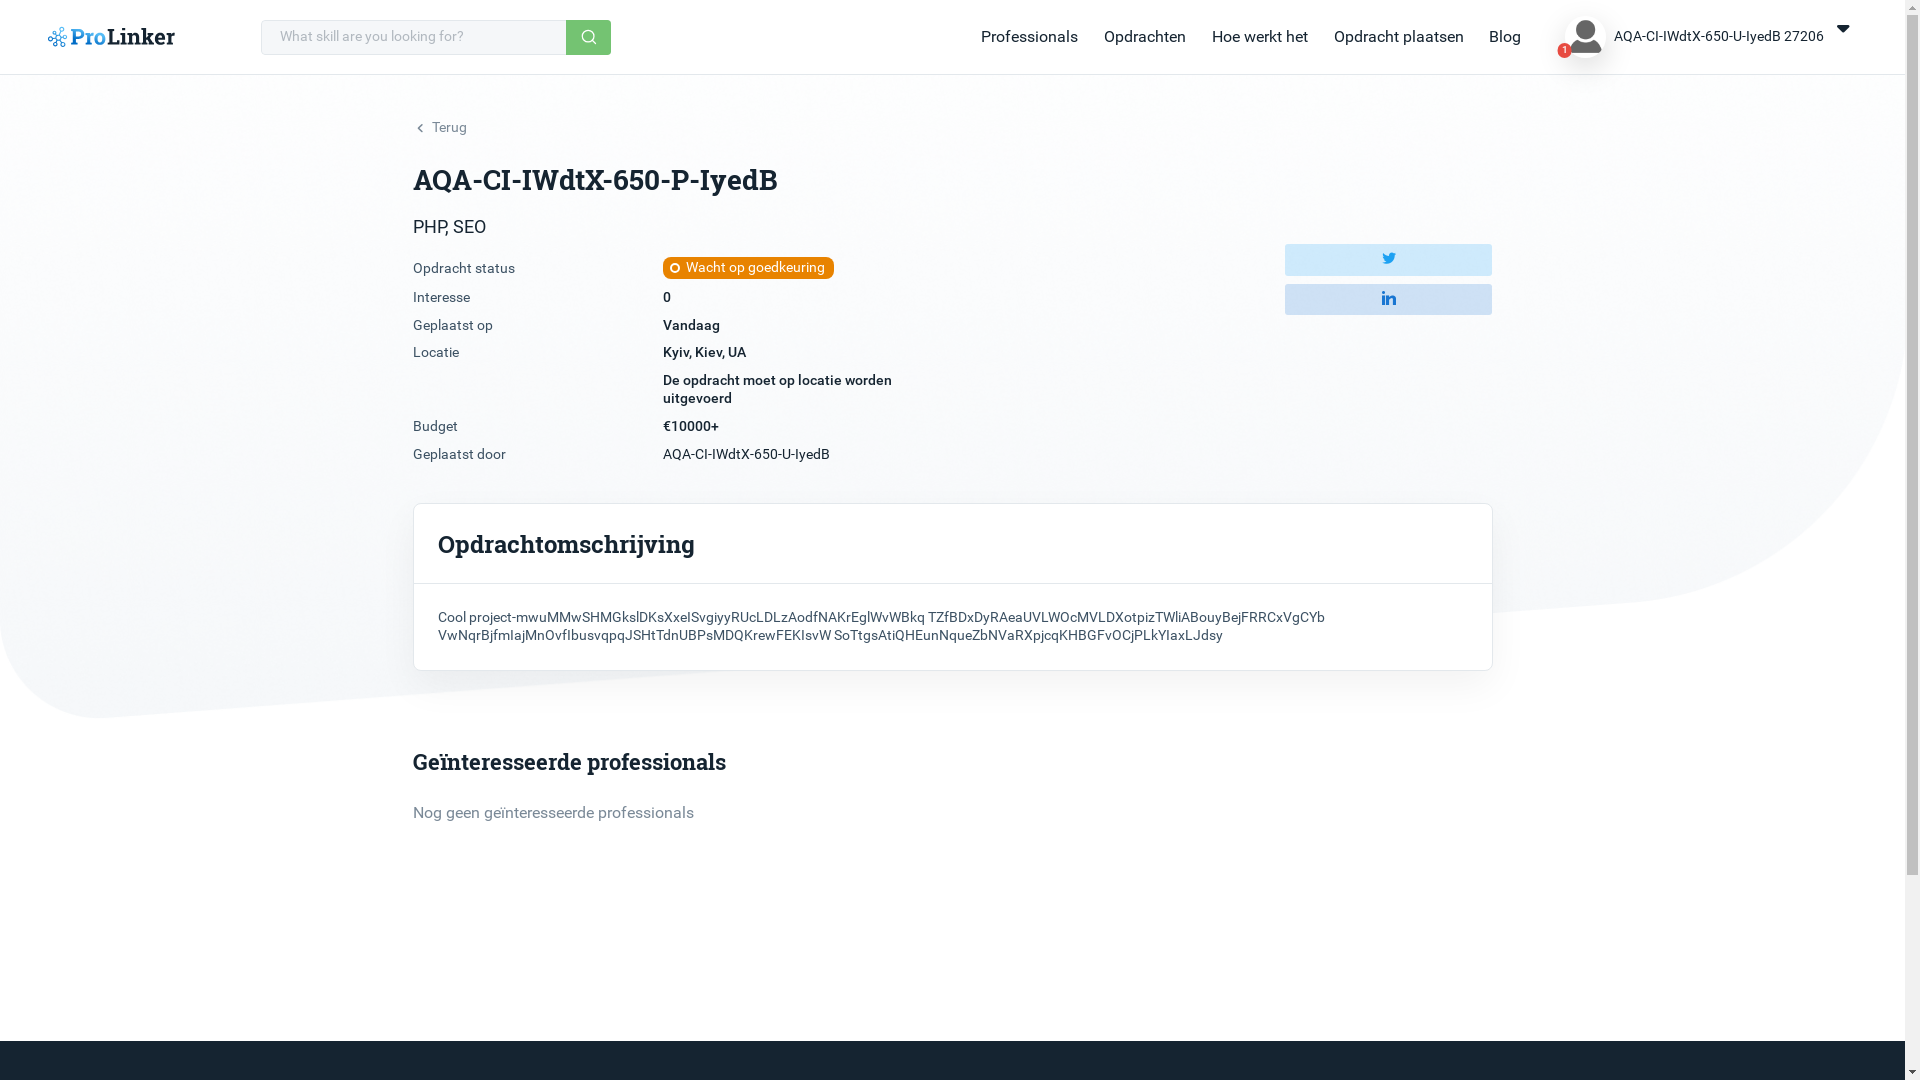 ProLinker
What skill are you looking for?
Professionals
Opdrachten
Hoe werkt het
Opdracht plaatsen
Blog
1
AQA-CI-IWdtX-650-U-IyedB 27206
Terug
AQA-CI-IWdtX-650-P-IyedB
PHP, SEO
Opdracht status Wacht op goedkeuring
Interesse 0
Geplaatst op Vandaag
Locatie Kyiv, Kiev, UA
De opdracht moet op locatie worden
uitgevoerd
Budget €10000+
Geplaatst door AQA-CI-IWdtX-650-U-IyedB
in
Opdrachtomschrijving
Cool project-mwuMMwSHMGkslDKsXxeISvgiyyRUcLDLzAodfNAKrEglWvWBkq TZfBDxDyRAeaUVLWOcMVLDXotpizTWliABouyBejFRRCxVgCYb
VwNqrBjfmIajMnOvfIbusvqpqJSHtTdnUBPsMDQKrewFEKIsvW SoTtgsAtiQHEunNqueZbNVaRXpjcqKHBGFvOCjPLkYIaxLJdsy
Geïnteresseerde professionals
Nog geen geïnteresseerde professionals